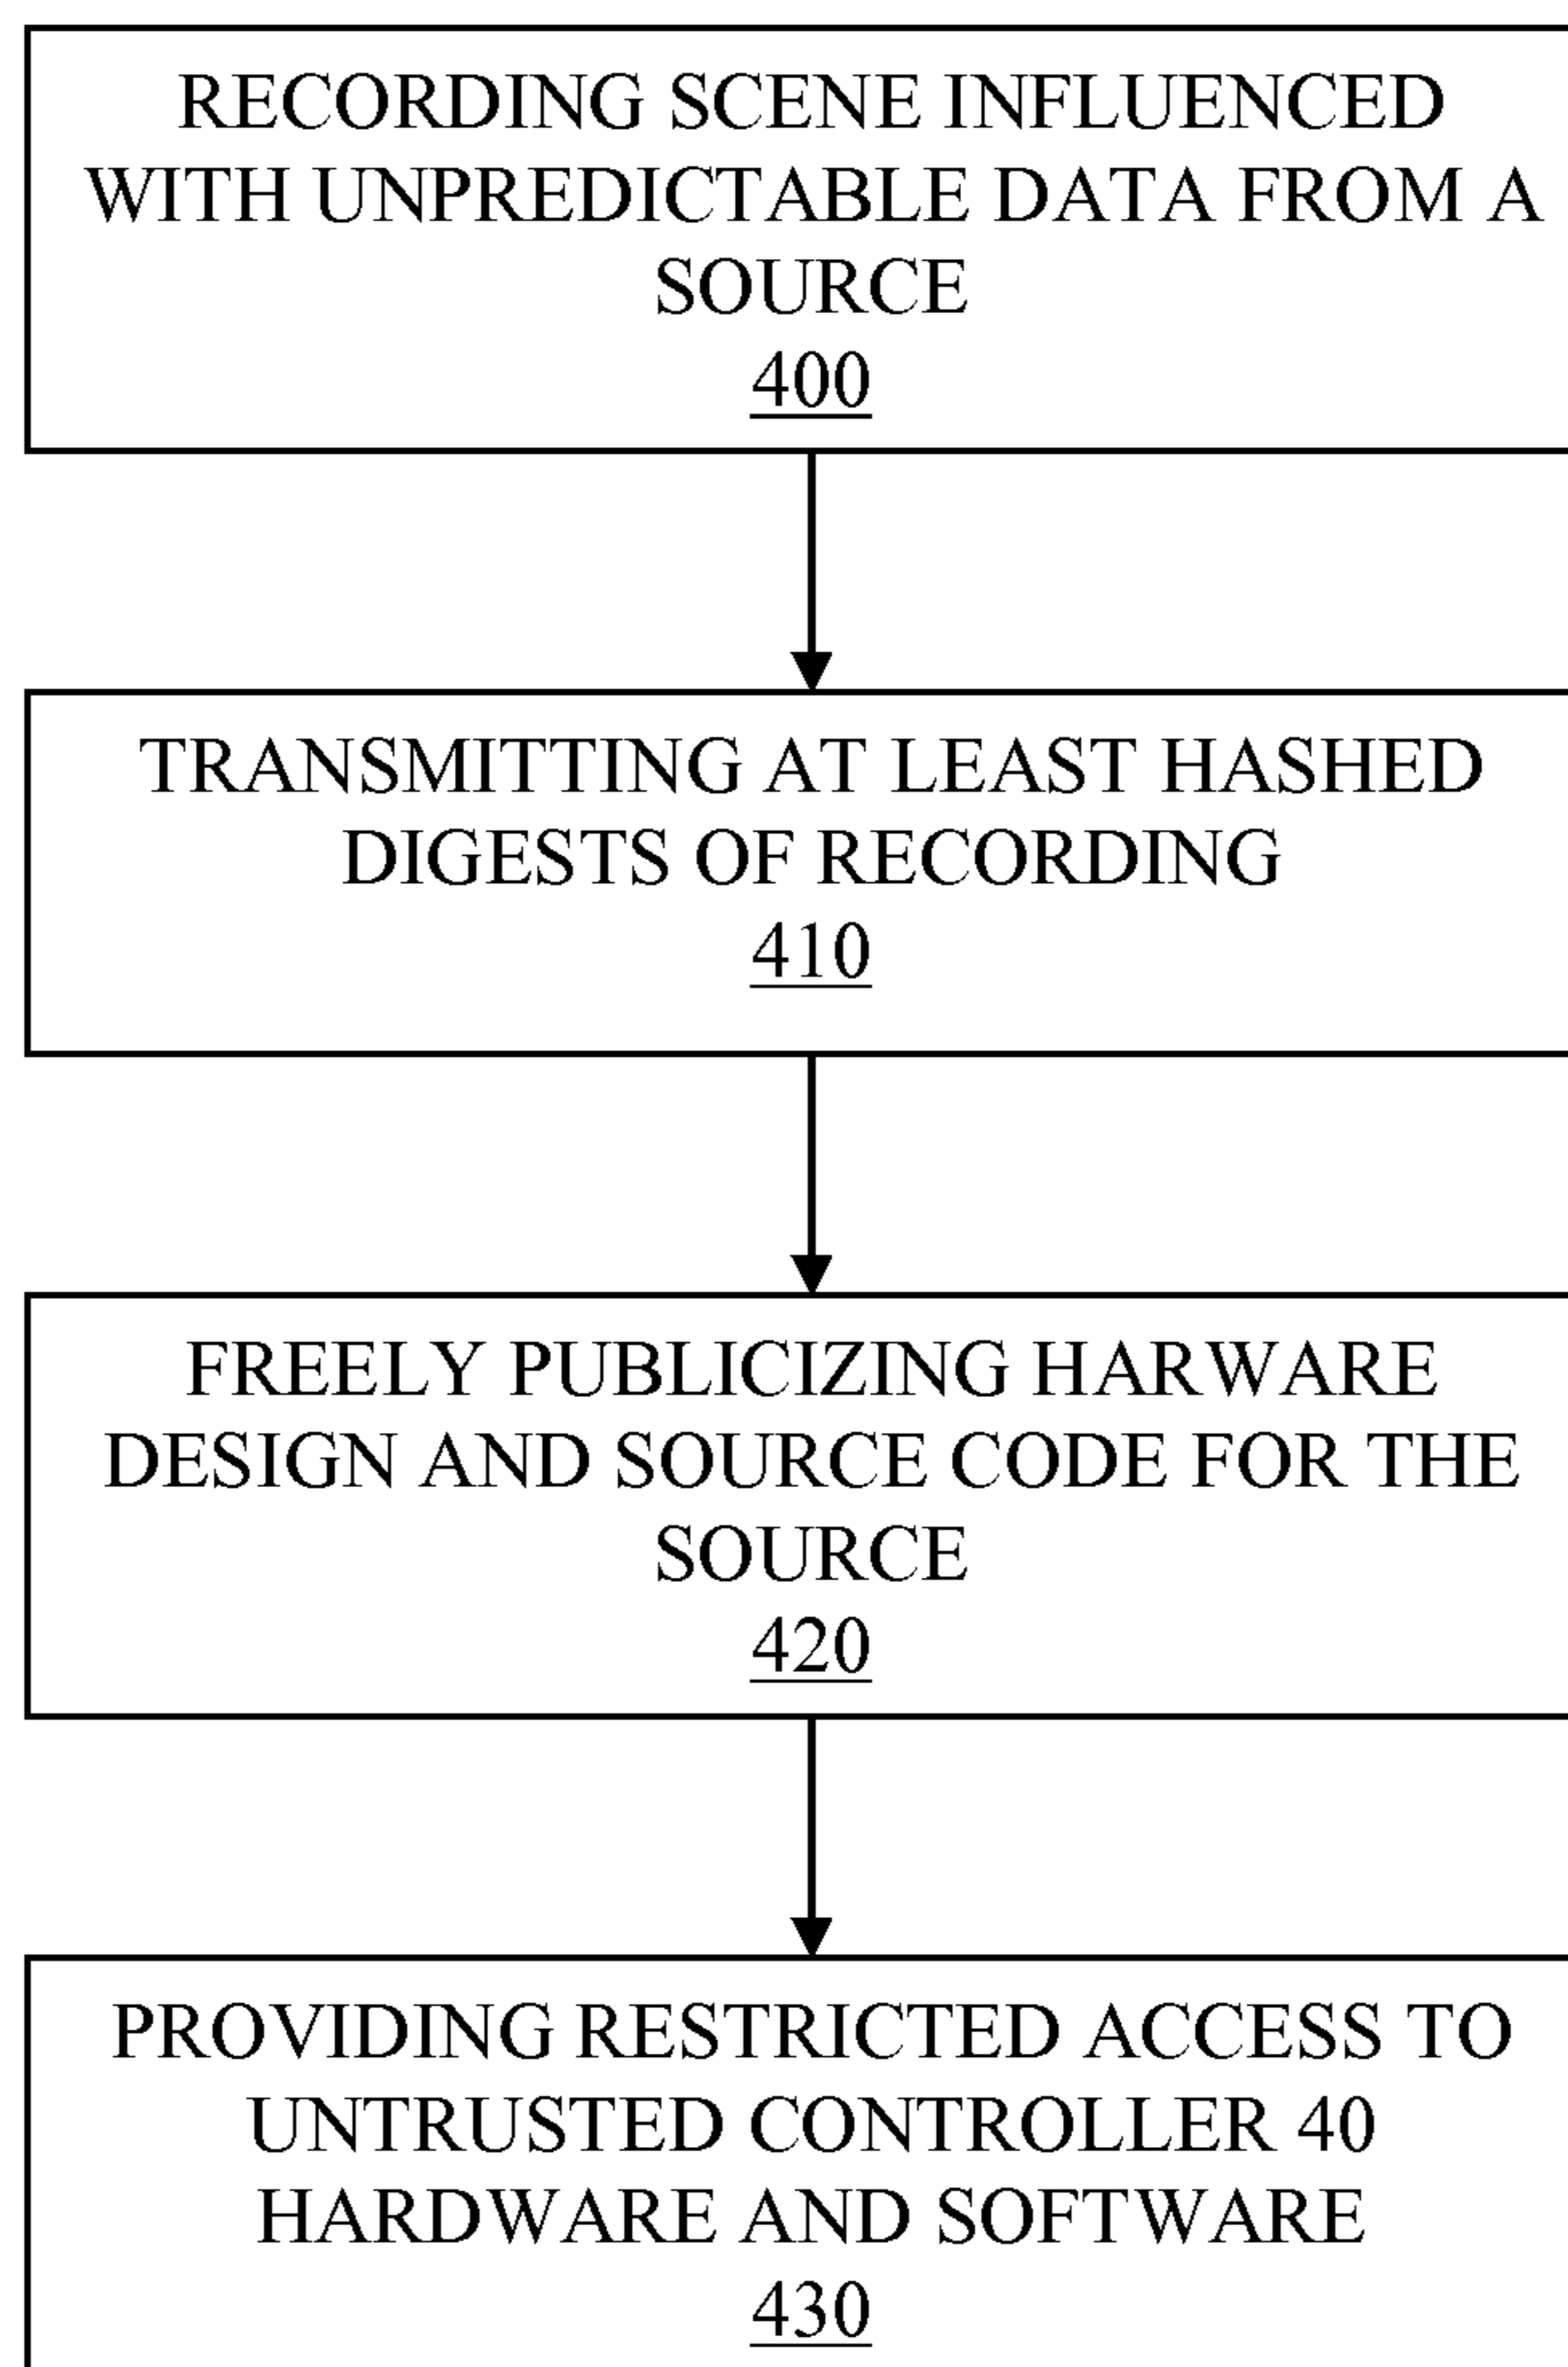 RECORDING SCENE INFLUENCED
WITH UNPREDICTABLE DATA FROM A
SOURCE
400
TRANSMITTING AT LEAST HASHED
DIGESTS OF RECORDING
410
FREELY PUBLICIZING HARWARE
DESIGN AND SOURCE CODE FOR THE
SOURCE
420
PROVIDING RESTRICTED ACCESS TO
UNTRUSTED CONTROLLER 40
HARDWARE AND SOFTWARE
430